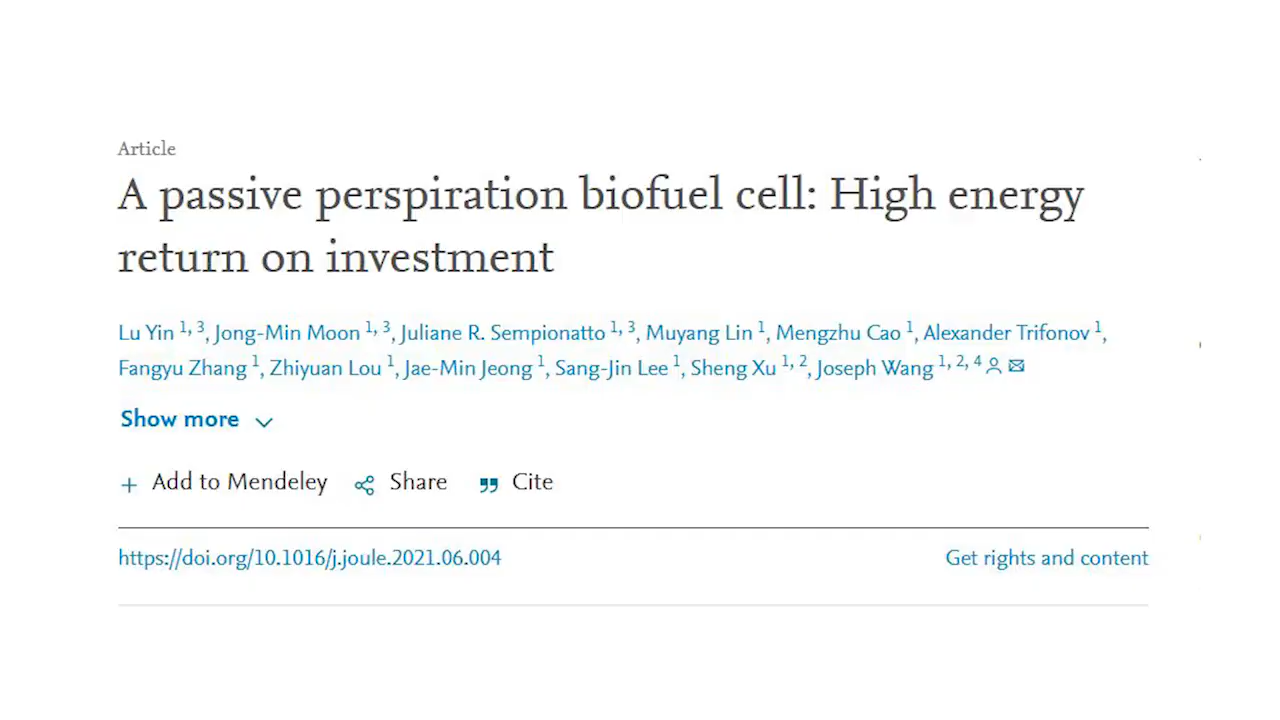 Article
A passive perspiration biofuel cell: High energy
return on investment
Lu Yin 1, 3, Jong-Min Moon 1, 3, Juliane R. Sempionatto 1, 3, Muyang Lin 1, Mengzhu Cao 1, Alexander Trifonov 1,
Fangyu Zhang 1, Zhiyuan Lou 1, Jae-Min Jeong 1, Sang-Jin Lee 1, Sheng Xu 1, 2, Joseph Wang 1, 2, 4
Show more
+ Add to Mendeley Share Cite
https://doi.org/10.1016/j.joule.2021.06.004 Get rights and content